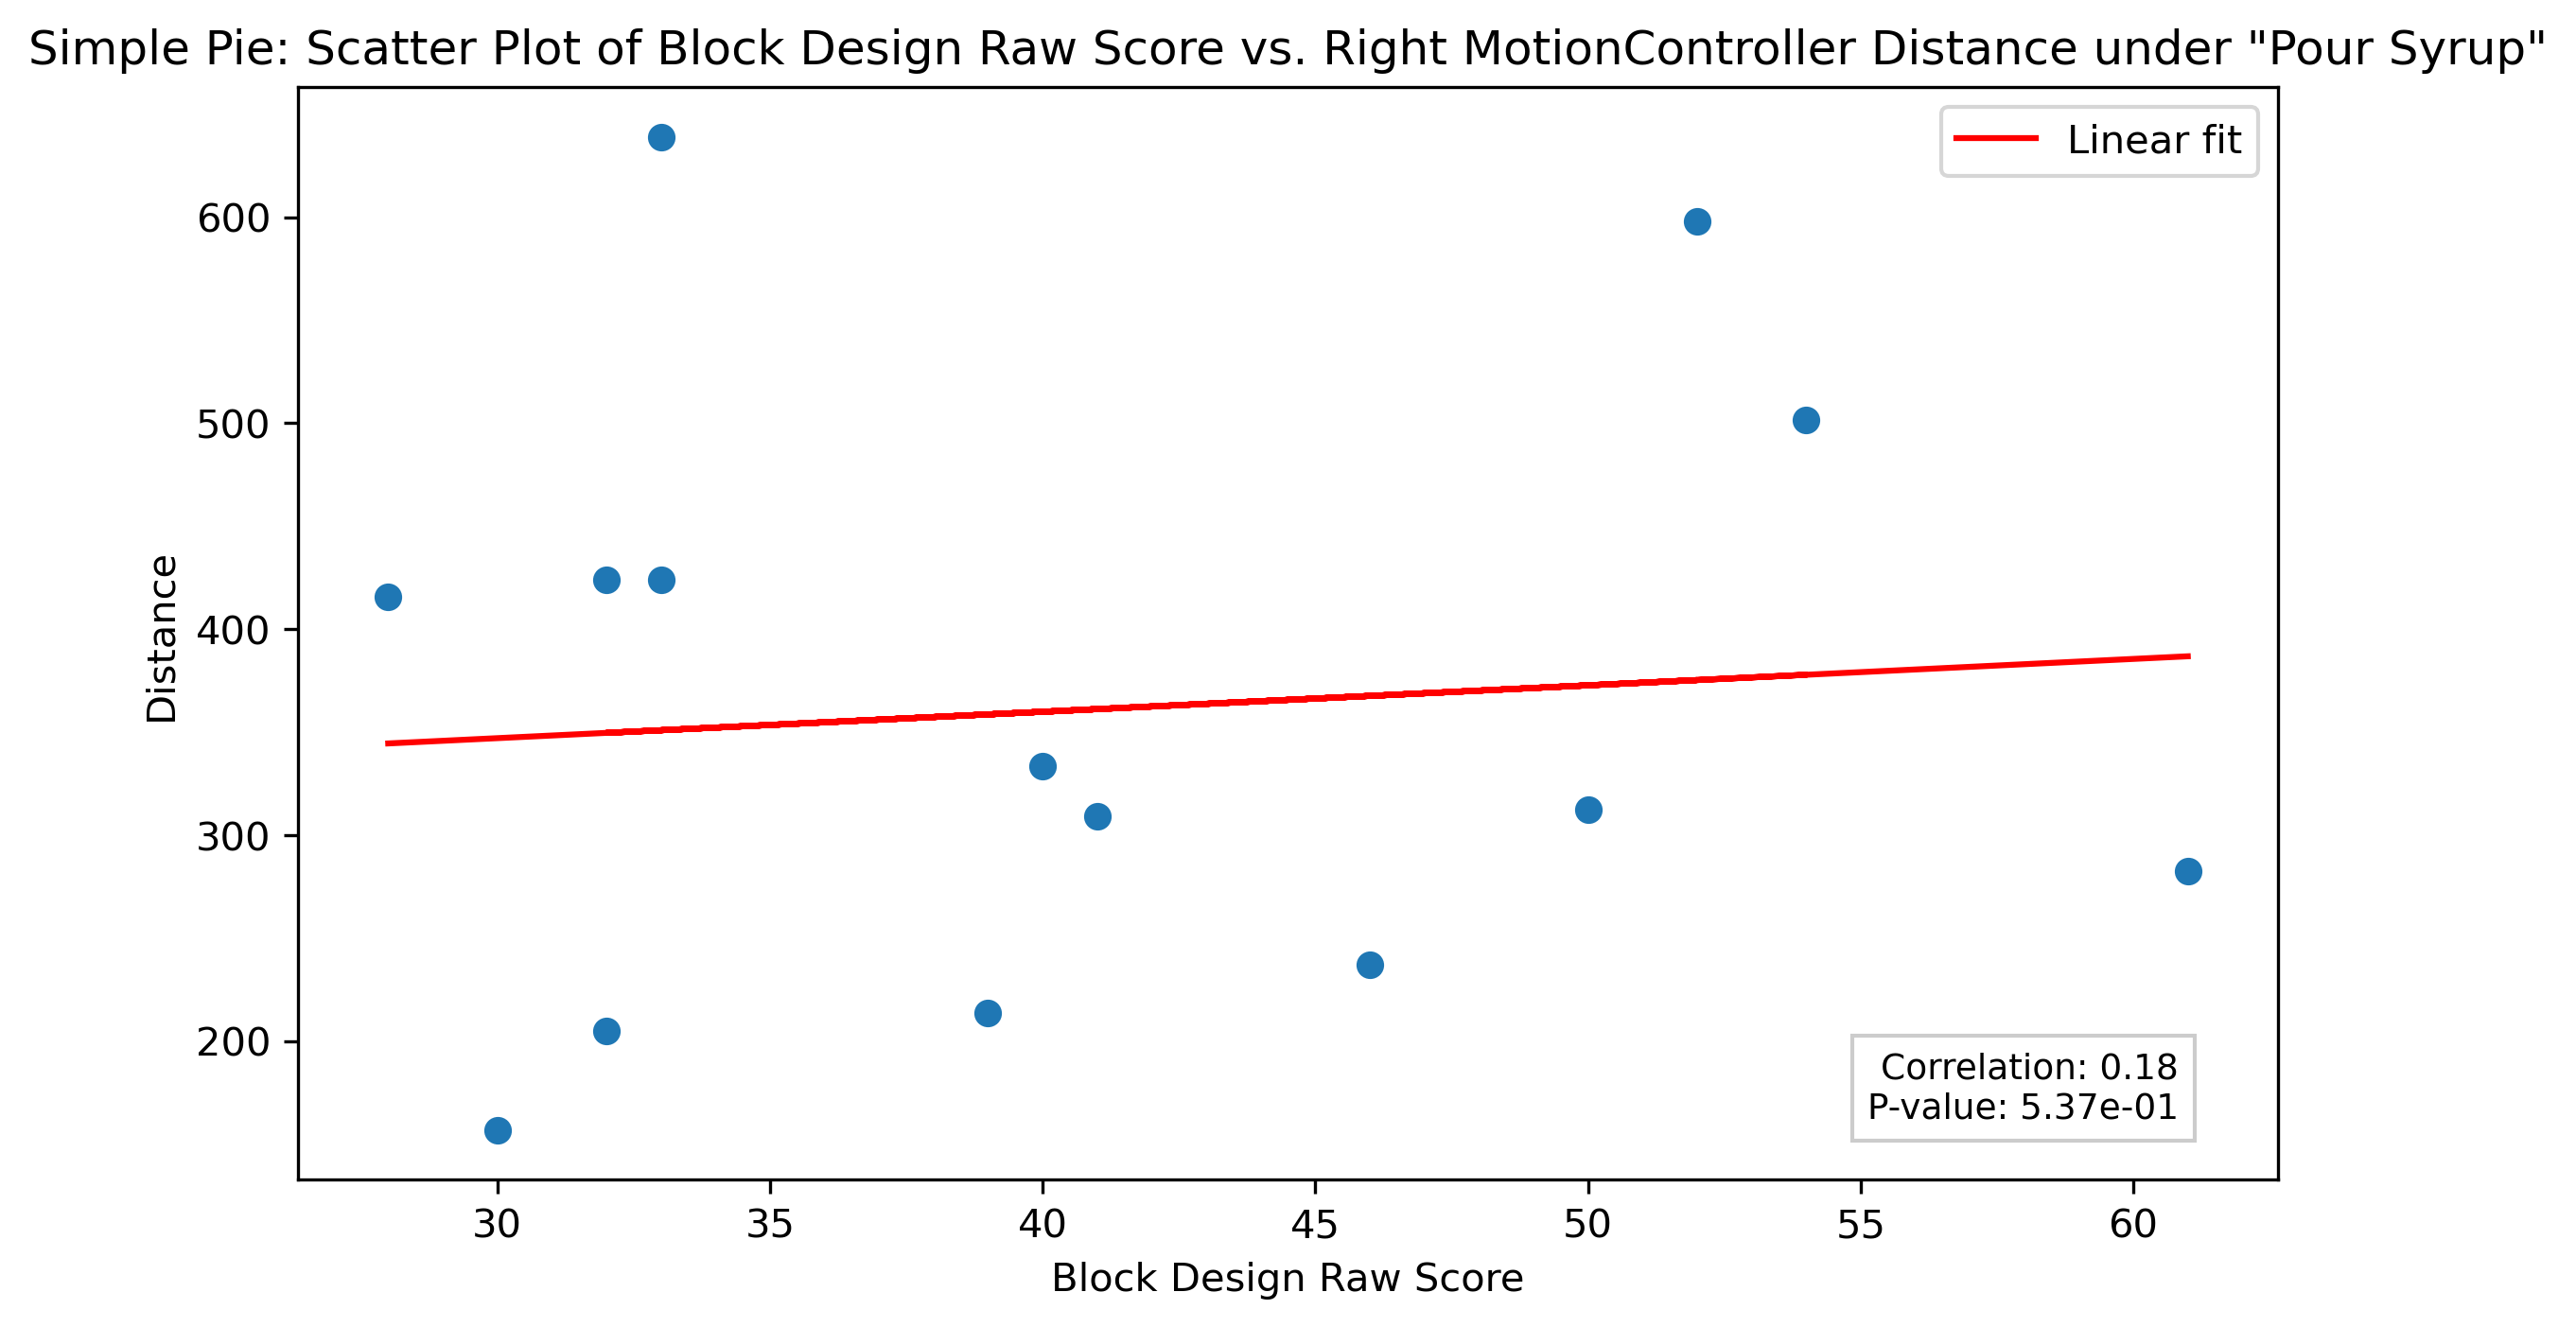 Simple Pie: Scatter Plot of Block Design Raw Score vs. Right MotionController Distance under "Pour Syrup"
Linear fit
600
500
400
300
200
Distance
Correlation: 0.18
P-value: 5.37e-01
30 35 40 45 50 55 60
Block Design Raw Score